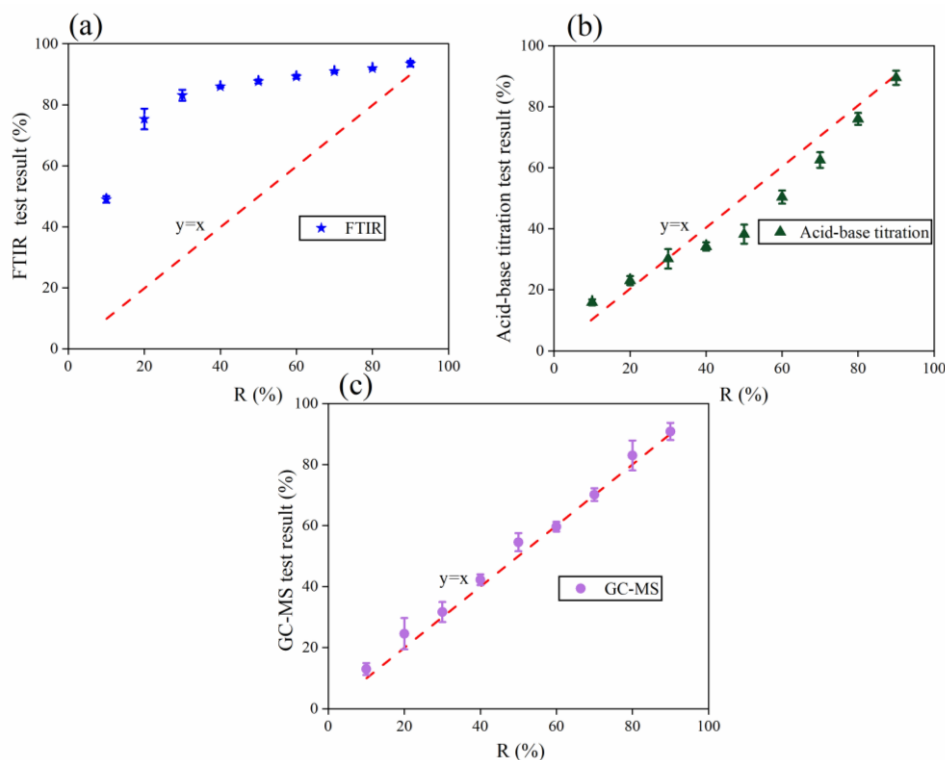 (a)
100
80
60
40
20
0
FTIR test result (%)
y=x
FTIR
0 20 40 60 80 100
R (%)
(b)
100
80
60
40
20
0
Acid-base titration test result (%)
y=x
Acid-base titration
0 20 40 60 80 100
R (%)
(c)
100
80
60
40
20
0
GC-MS test result (%)
y=x
GC-MS
0 20 40 60 80 100
R (%)